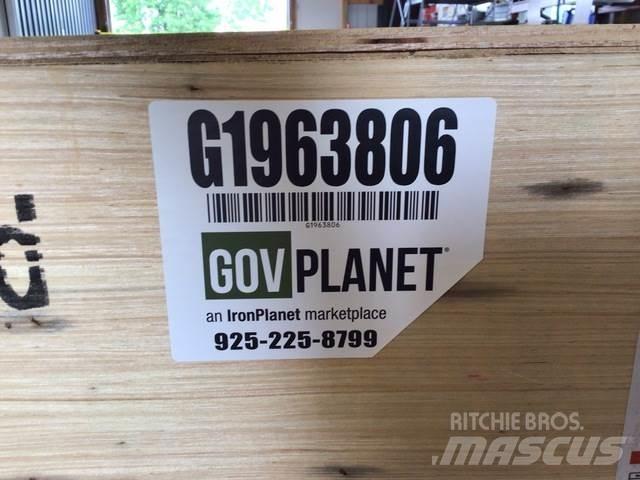 G1963806
G1963806
GOV PLANET®
an IronPlanet marketplace
925-225-8799
RITCHIE BROS.
MASCUS